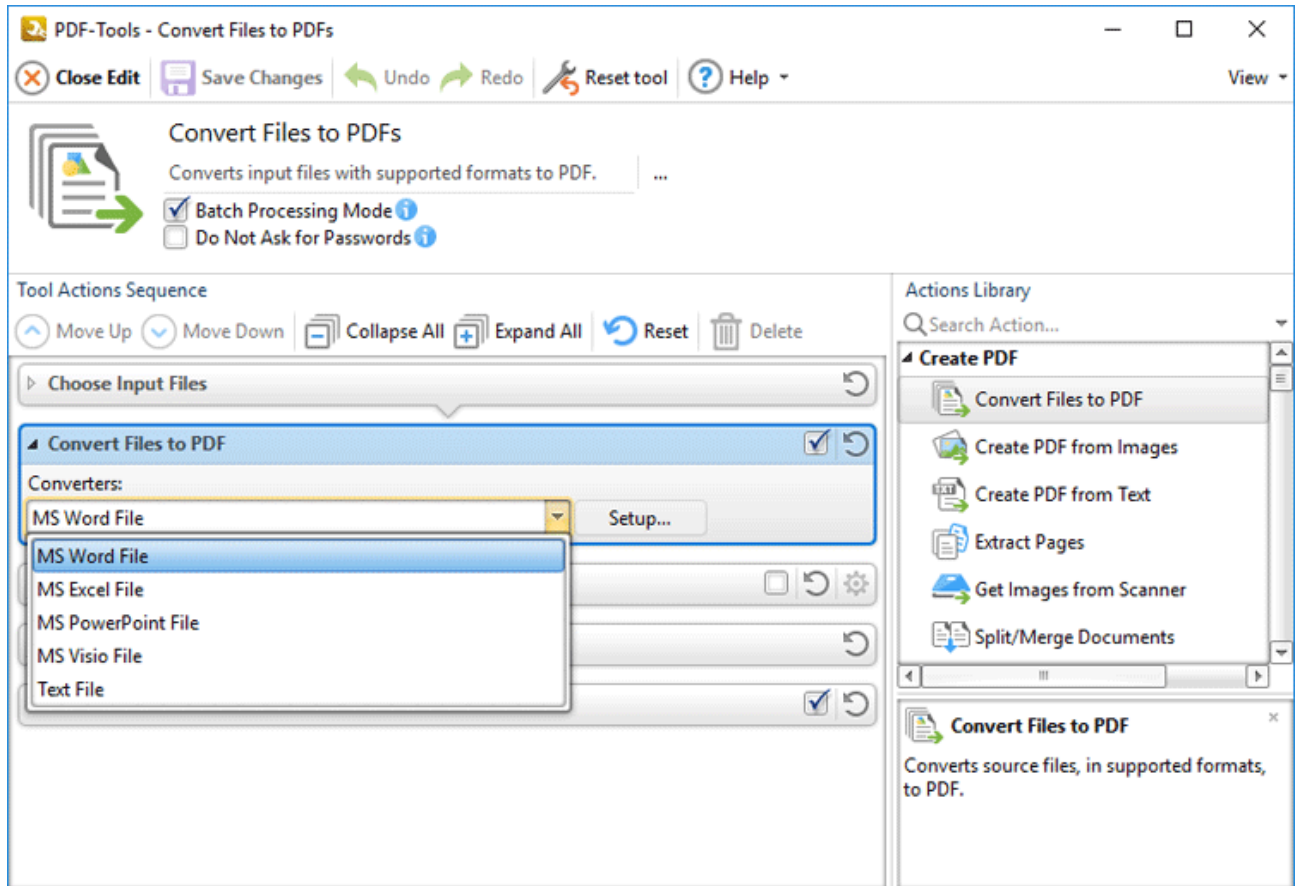 PDF-Tools - Convert Files to PDFs
Close Edit Save Changes Undo Redo Reset tool Help View
Convert Files to PDFs
Converts input files with supported formats to PDF. ...
Batch Processing Mode
Do Not Ask for Passwords
Tool Actions Sequence
Move Up Move Down Collapse All Expand All Reset Delete
Choose Input Files
Convert Files to PDF
Converters:
MS Word File Setup...
MS Word File
MS Excel File
MS PowerPoint File
MS Visio File
Text File
Actions Library
Search Action...
Create PDF
Convert Files to PDF
Create PDF from Images
Create PDF from Text
Extract Pages
Get Images from Scanner
Split/Merge Documents
Convert Files to PDF
Converts source files, in supported formats,
to PDF.